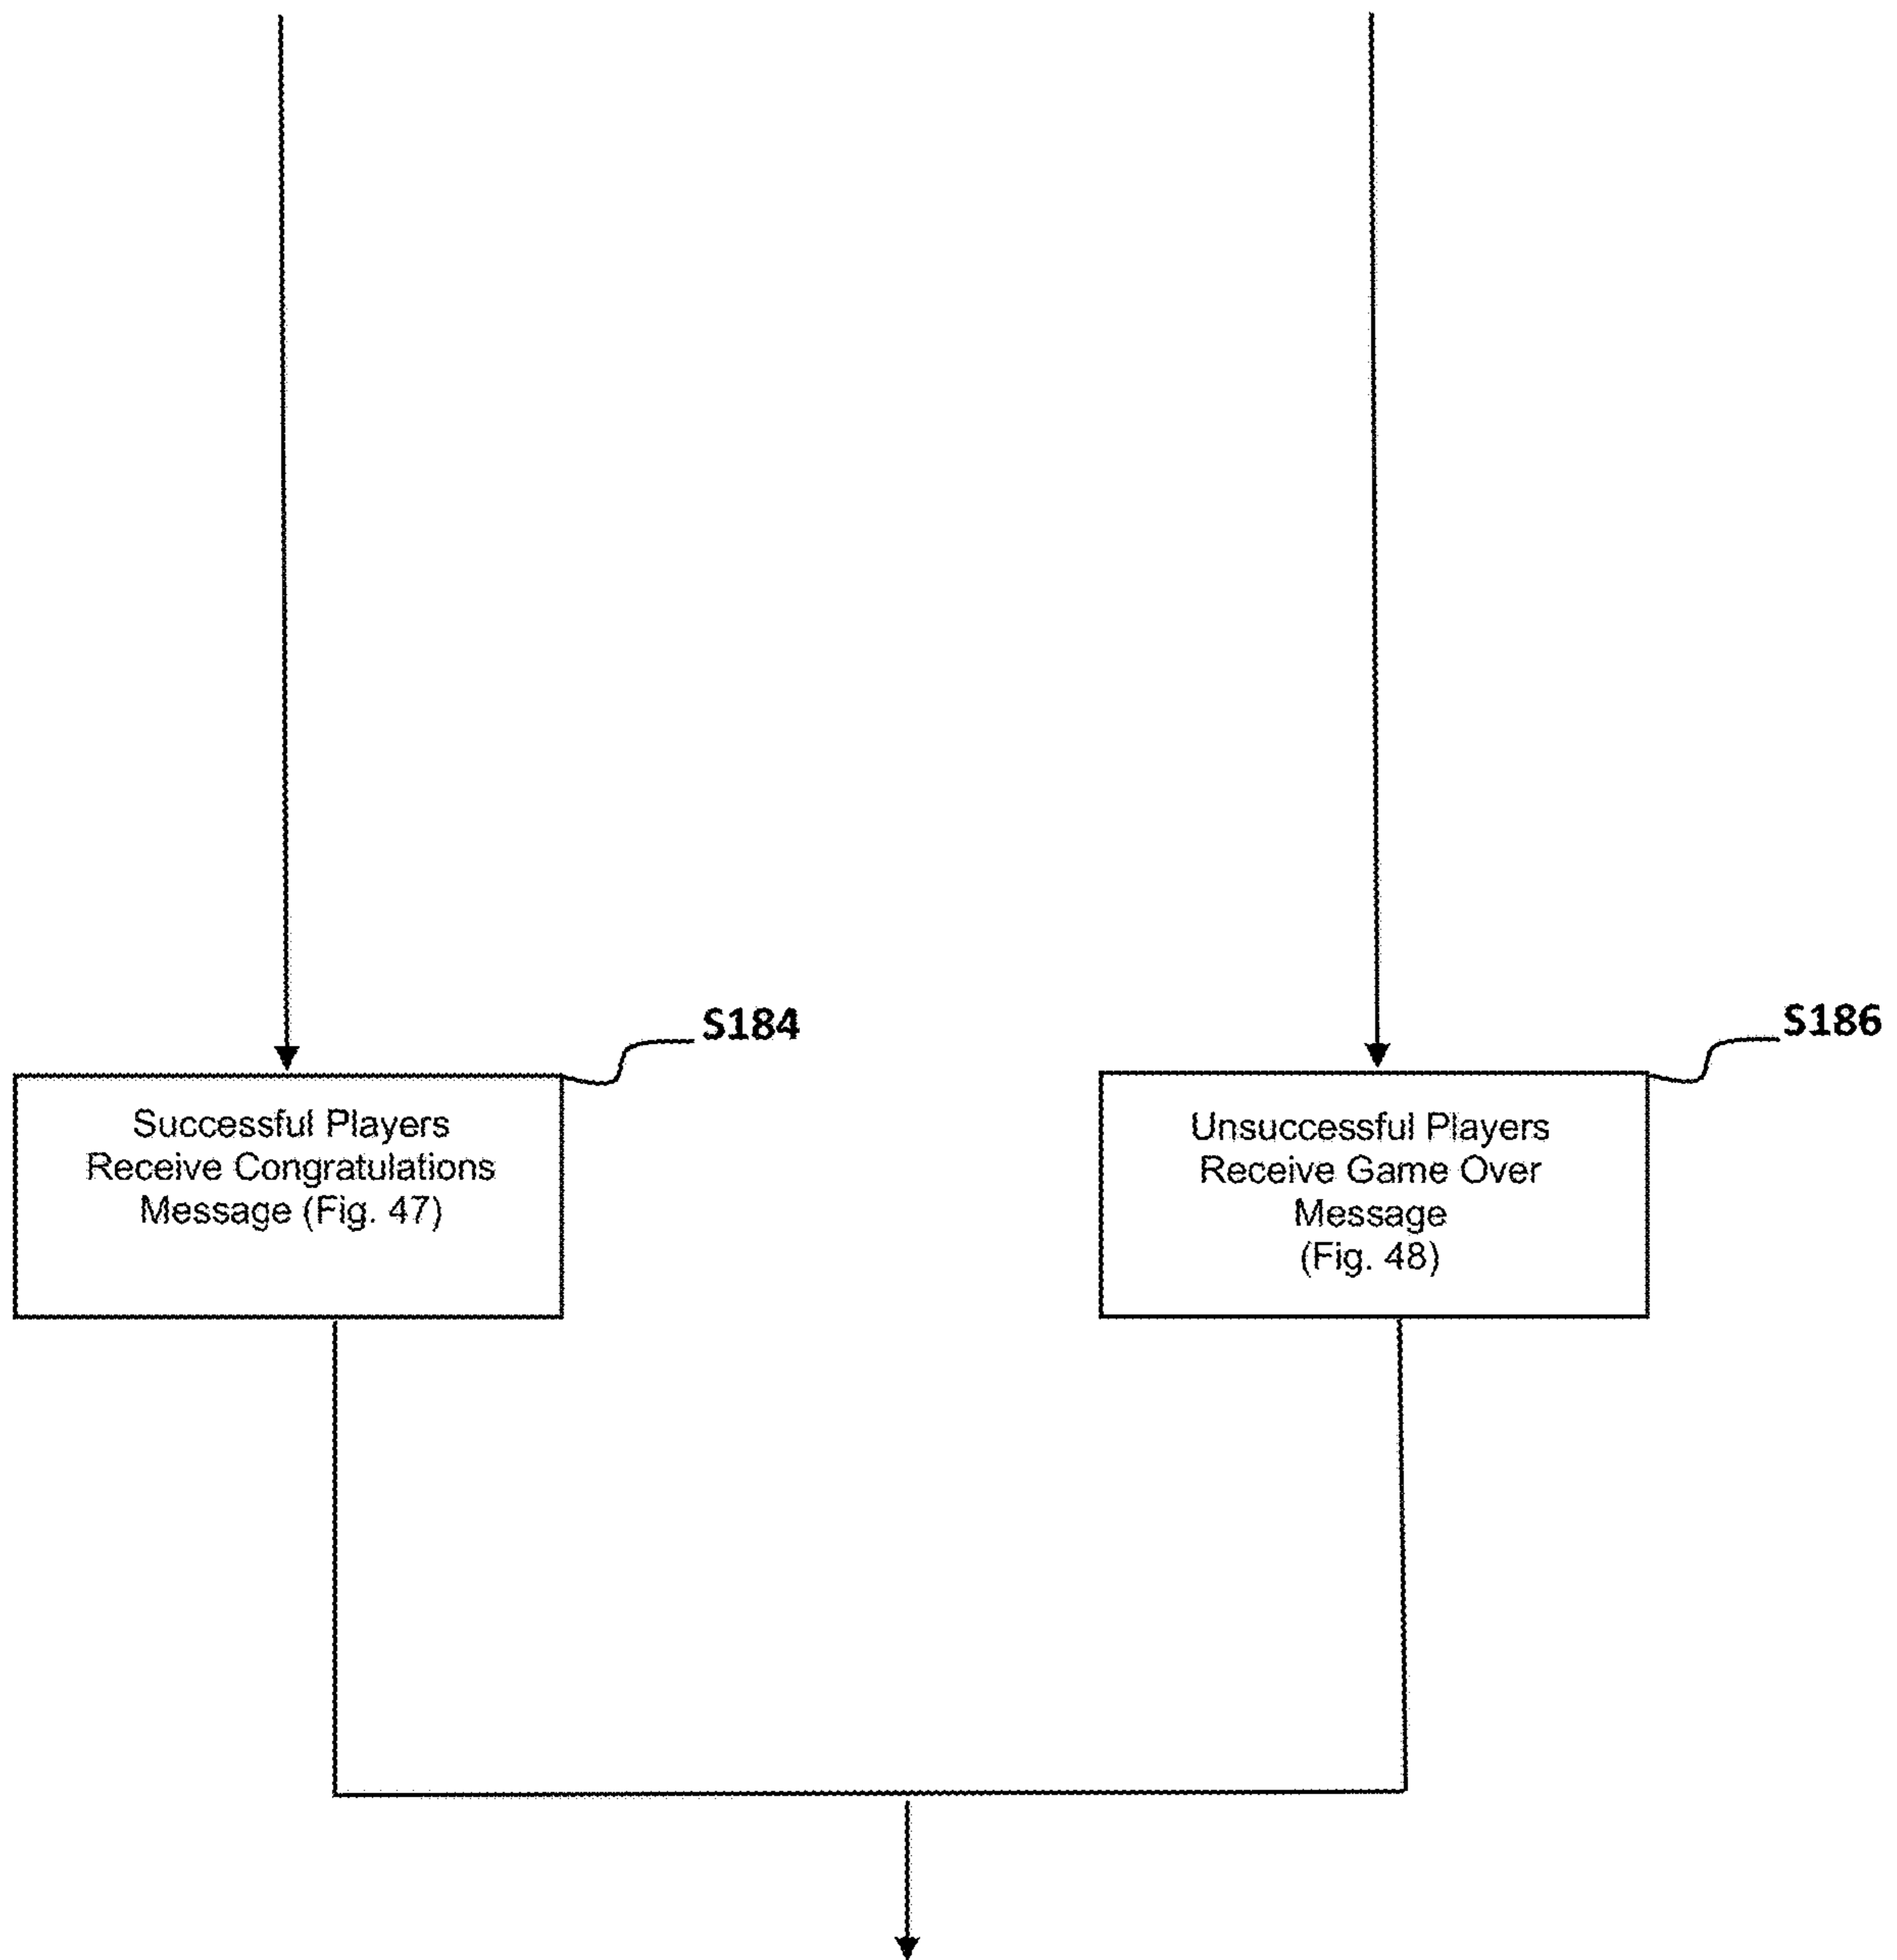 S184
Successful Players
Receive Congratulations
Message (Fig. 47)
S186
Unsuccessful Players
Receive Game Over
Message
(Fig. 48)